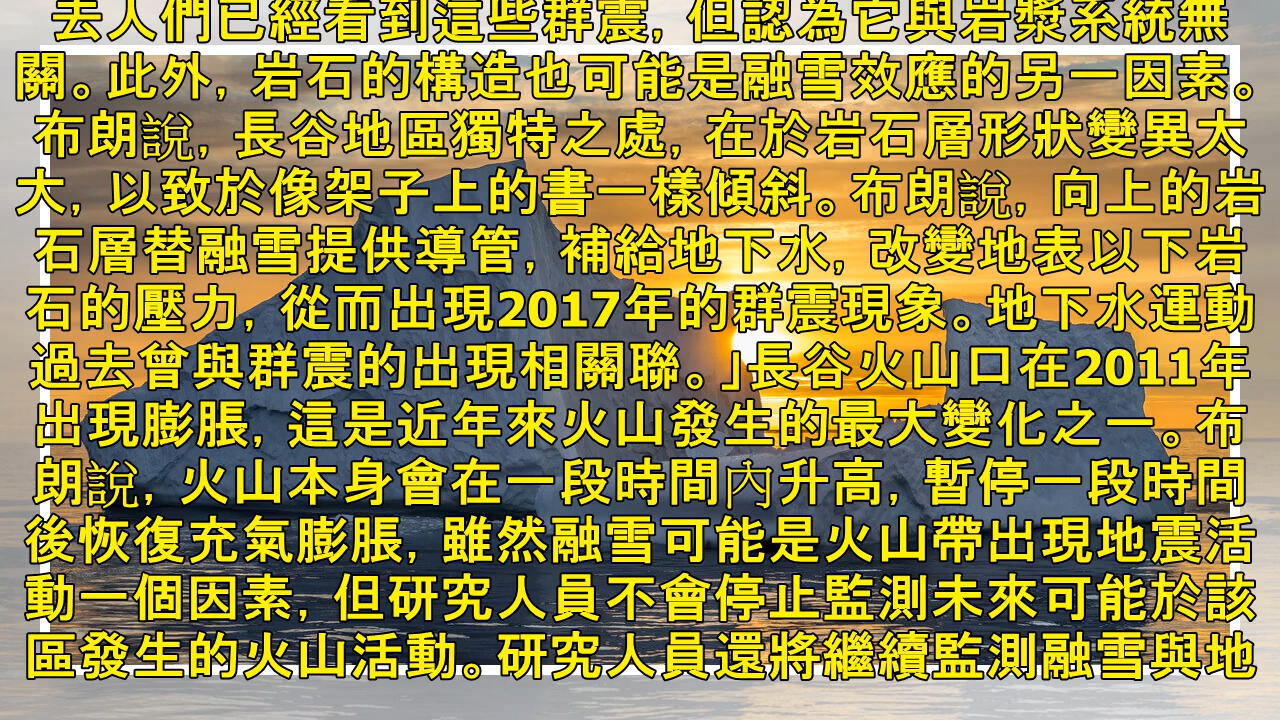 去人們已經看到這些群震, 但認為它與岩漿系統無
關。此外, 岩石的構造也可能是融雪效應的另一因素。
布朗說, 長谷地區獨特之處, 在於岩石層形狀變異太
大, 以致於像架子上的書一樣傾斜。布朗說, 向上的岩
石層替融雪提供導管, 補給地下水, 改變地表以下岩
石的壓力, 從而出現2017年的群震現象。地下水運動
過去曾與群震的出現相關聯。」長谷火山口在2011年
出現膨脹, 這是近年來火山發生的最大變化之一。布
朗說, 火山本身會在一段時間內升高, 暫停一段時間
後恢復充氣膨脹, 雖然融雪可能是火山帶出現地震活
動一個因素, 但研究人員不會停止監測未來可能於該
區發生的火山活動。研究人員還將繼續監測融雪與地